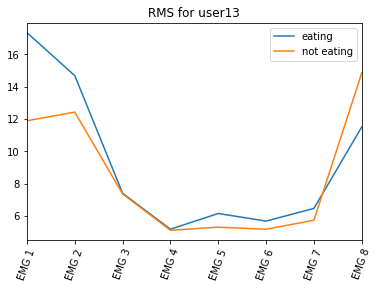 RMS for user13
eating
not eating
16
14
12
10
8
6
EMG 1
EMG 2
EMG 3
EMG 4
EMG 5
EMG 6
EMG 7
EMG 8